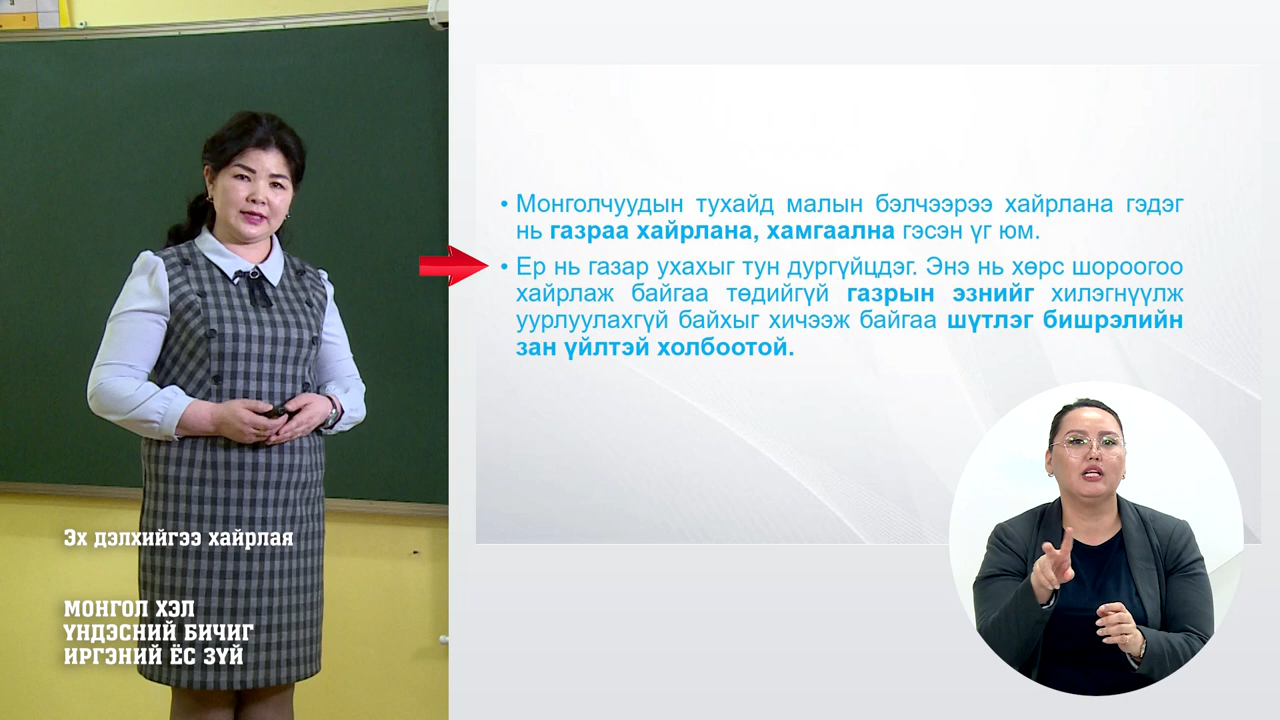 • Монголчуудын тухайд малын бэлчээрээ хайрлана гэдэг
нь газраа хайрлана, хамгаална гэсэн үг юм.
• Ер нь газар ухахыг тун дургүйцдэг. Энэ нь хөрс шороогоо
хайрлаж байгаа төдийгүй газрын эзнийг хилэгнүүлж
уурлуулахгүй байхыг хичээж байгаа шүтлэг бишрэлийн
зан үйлтэй холбоотой.
Эх дэлхийгээ хайрлая
МОНГОЛ ХЭЛ
ҮНДЭСНИЙ БИЧИГ
ИРГЭНИЙ ЁС ЗҮЙ